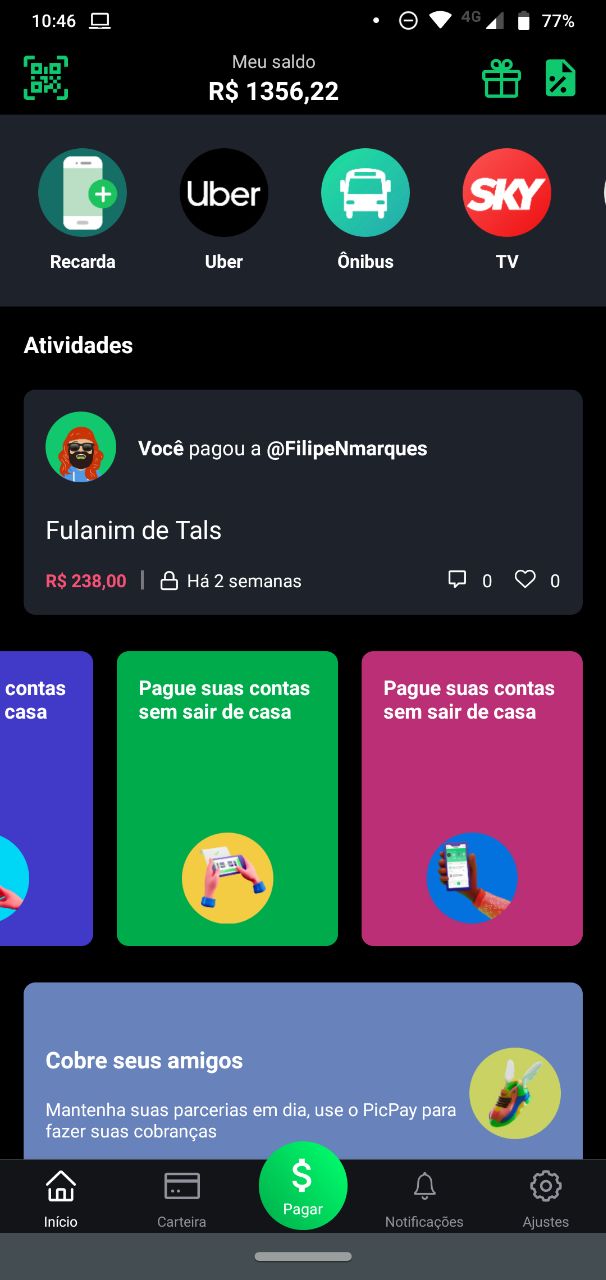 10:46
4G
77%
Meu saldo
R$ 1356,22
Uber
SKY
Recarda
Uber
Ônibus
TV
Atividades
Você pagou a @FilipeNmarques
Fulanim de Tals
R$ 238,00 | Há 2 semanas
0
0
contas
casa
Pague suas contas
sem sair de casa
Pague suas contas
sem sair de casa
Cobre seus amigos
Mantenha suas parcerias em dia, use o PicPay para
fazer suas cobranças
$
Pagar
Início
Carteira
Notificações
Ajustes